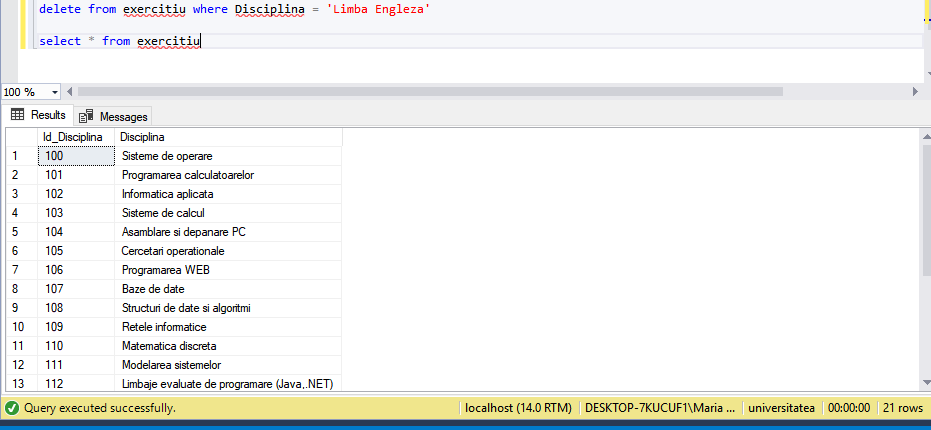 delete from exercitiu where Disciplina = 'Limba Engleza'
select * from exercitiu
100 %
Results Messages
Id_Disciplina Disciplina
1 100 Sisteme de operare
2 101 Programarea calculatoarelor
3 102 Informatica aplicata
4 103 Sisteme de calcul
5 104 Asamblare si depanare PC
6 105 Cercetari operationale
7 106 Programarea WEB
8 107 Baze de date
9 108 Structuri de date si algoritmi
10 109 Retele informatice
11 110 Matematica discreta
12 111 Modelarea sistemelor
13 112 Limbaje evaluate de programare (Java,.NET)
Query executed successfully. localhost (14.0 RTM) DESKTOP-7KUCUF1\Maria ... universitatea 00:00:00 21 rows